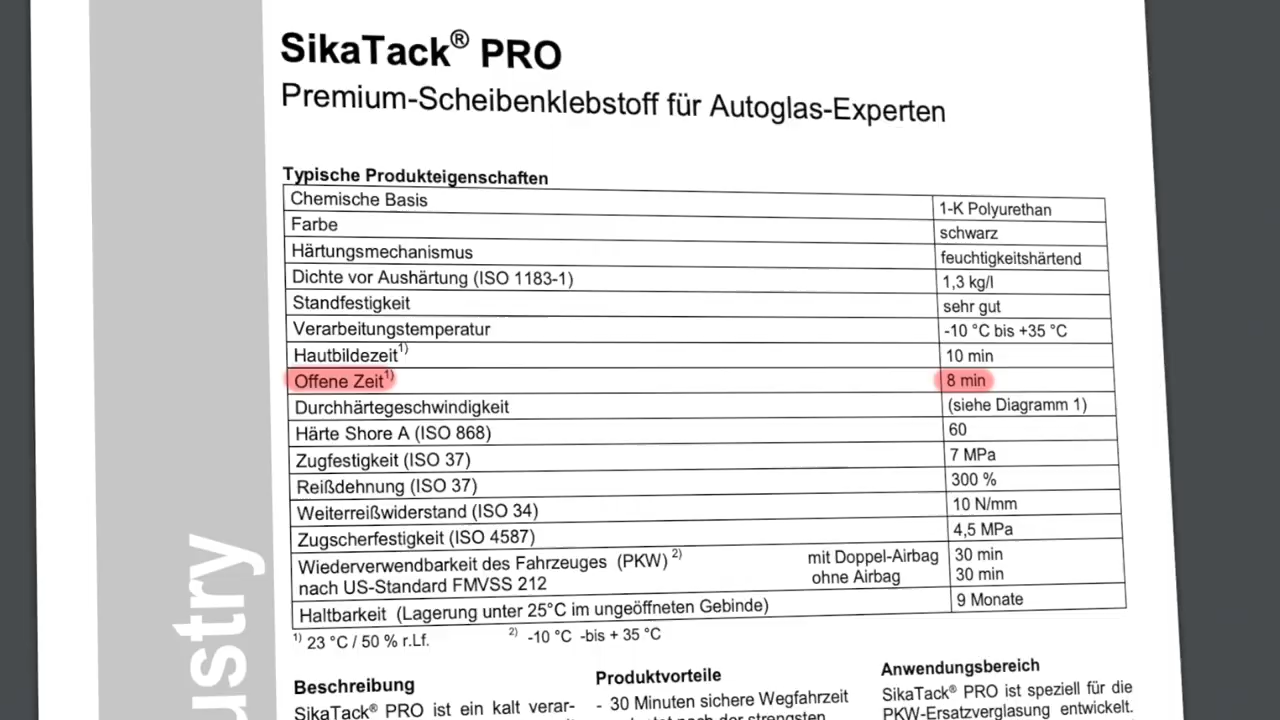 SikaTack® PRO
Premium-Scheibenklebstoff für Autoglas-Experten
Typische Produkteigenschaften
Chemische Basis 1-K Polyurethan
Farbe schwarz
Härtungsmechanismus feuchtigkeitshärtend
Dichte vor Aushärtung (ISO 1183-1) 1,3 kg/l
Standfestigkeit sehr gut
Verarbeitungstemperatur -10 °C bis +35 °C
Hautbildezeit1) 10 min
Offene Zeit1) 8 min
Durchhärtegeschwindigkeit (siehe Diagramm 1)
Härte Shore A (ISO 868) 60
Zugfestigkeit (ISO 37) 7 MPa
Reißdehnung (ISO 37) 300 %
Weiterreißwiderstand (ISO 34) 10 N/mm
Zugscherfestigkeit (ISO 4587) 4,5 MPa
Wiederverwendbarkeit des Fahrzeuges (PKW) 2) mit Doppel-Airbag 30 min
nach US-Standard FMVSS 212 ohne Airbag 30 min
Haltbarkeit (Lagerung unter 25°C im ungeöffneten Gebinde) 9 Monate
1) 23 °C / 50 % r.Lf. 2) -10 °C -bis + 35 °C
ustry
Beschreibung
SikaTack® PRO ist ein kalt verar-
Produktvorteile
- 30 Minuten sichere Wegfahrzeit
nach der strengsten
Anwendungsbereich
SikaTack® PRO ist speziell für die
PKW-Ersatzverglasung entwickelt.